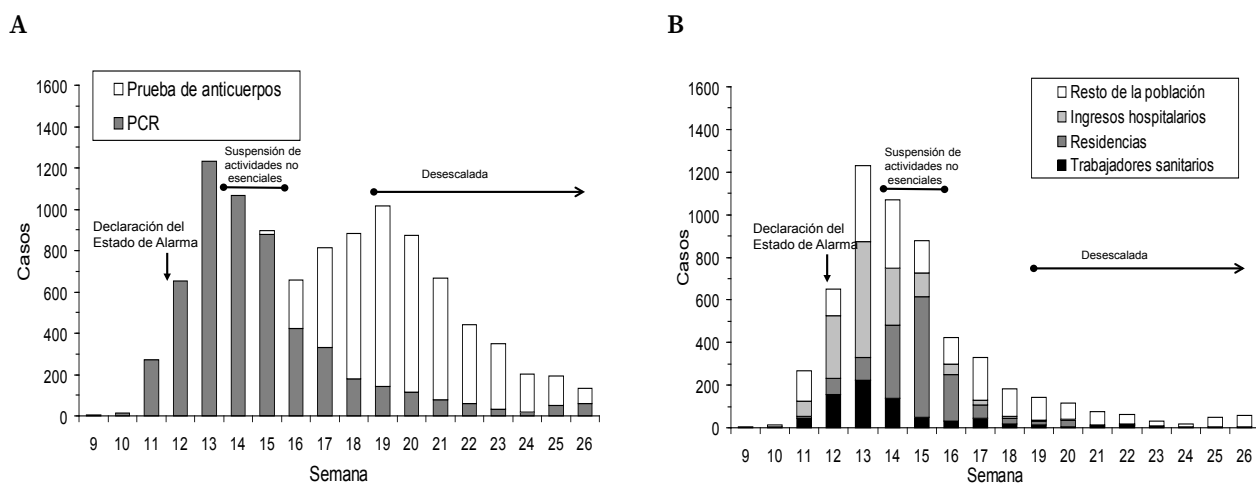 A
1600
1400
1200
1000
800
600
400
200
0
Casos
Prueba de anticuerpos
PCR
Suspensión de
actividades no
esenciales
Desescalada
Declaración del
Estado de Alarma
9 10 11 12 13 14 15 16 17 18 19 20 21 22 23 24 25 26
Semana
B
1600
1400
1200
1000
800
600
400
200
0
Casos
Resto de la población
Ingresos hospitalarios
Residencias
Trabajadores sanitarios
Suspensión de
actividades no
esenciales
Declaración del
Estado de Alarma
Desescalada
9 10 11 12 13 14 15 16 17 18 19 20 21 22 23 24 25 26
Semana